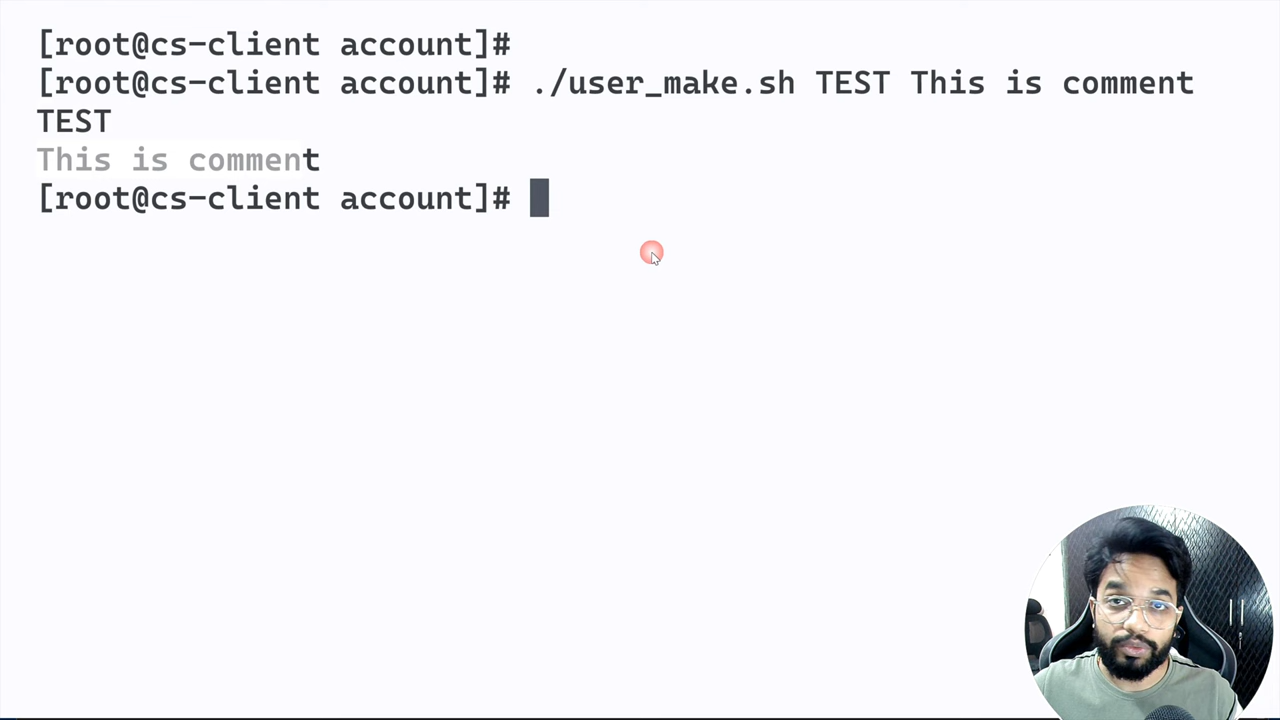 [root@cs-client account]#
[root@cs-client account]# ./user_make.sh TEST This is comment
TEST
This is comment
[root@cs-client account]#